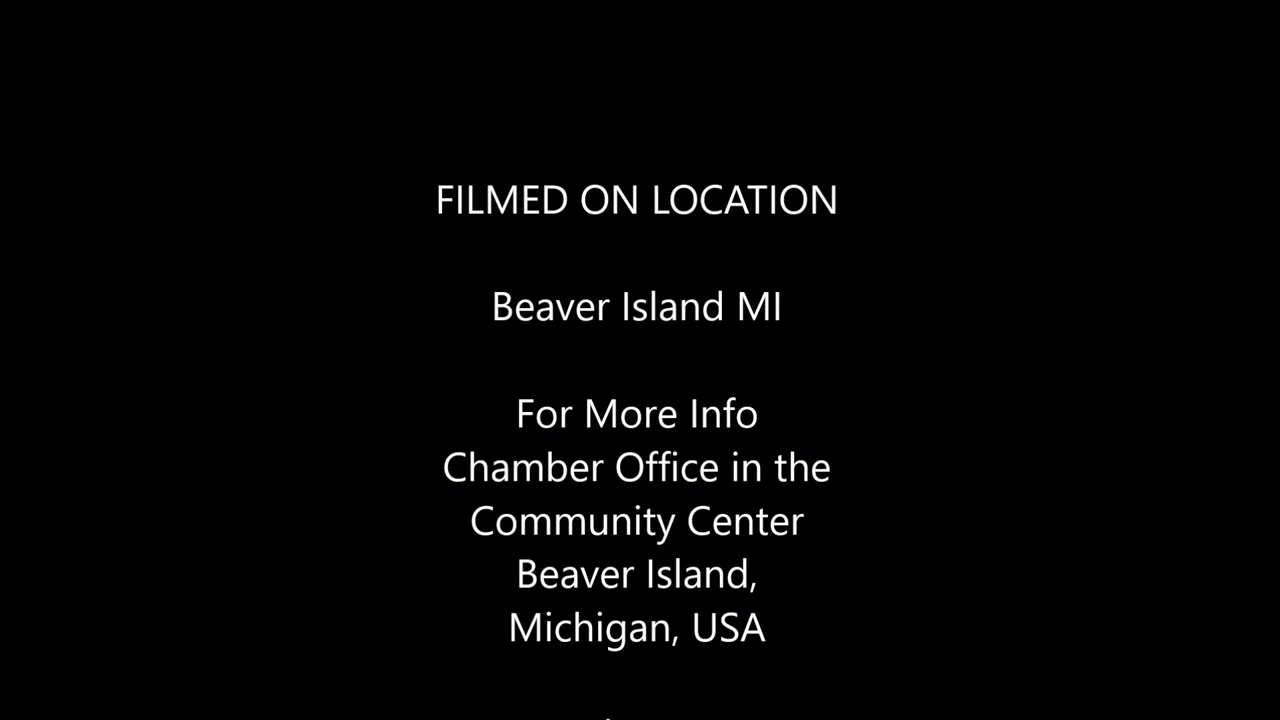 FILMED ON LOCATION
Beaver Island MI
For More Info
Chamber Office in the
Community Center
Beaver Island,
Michigan, USA